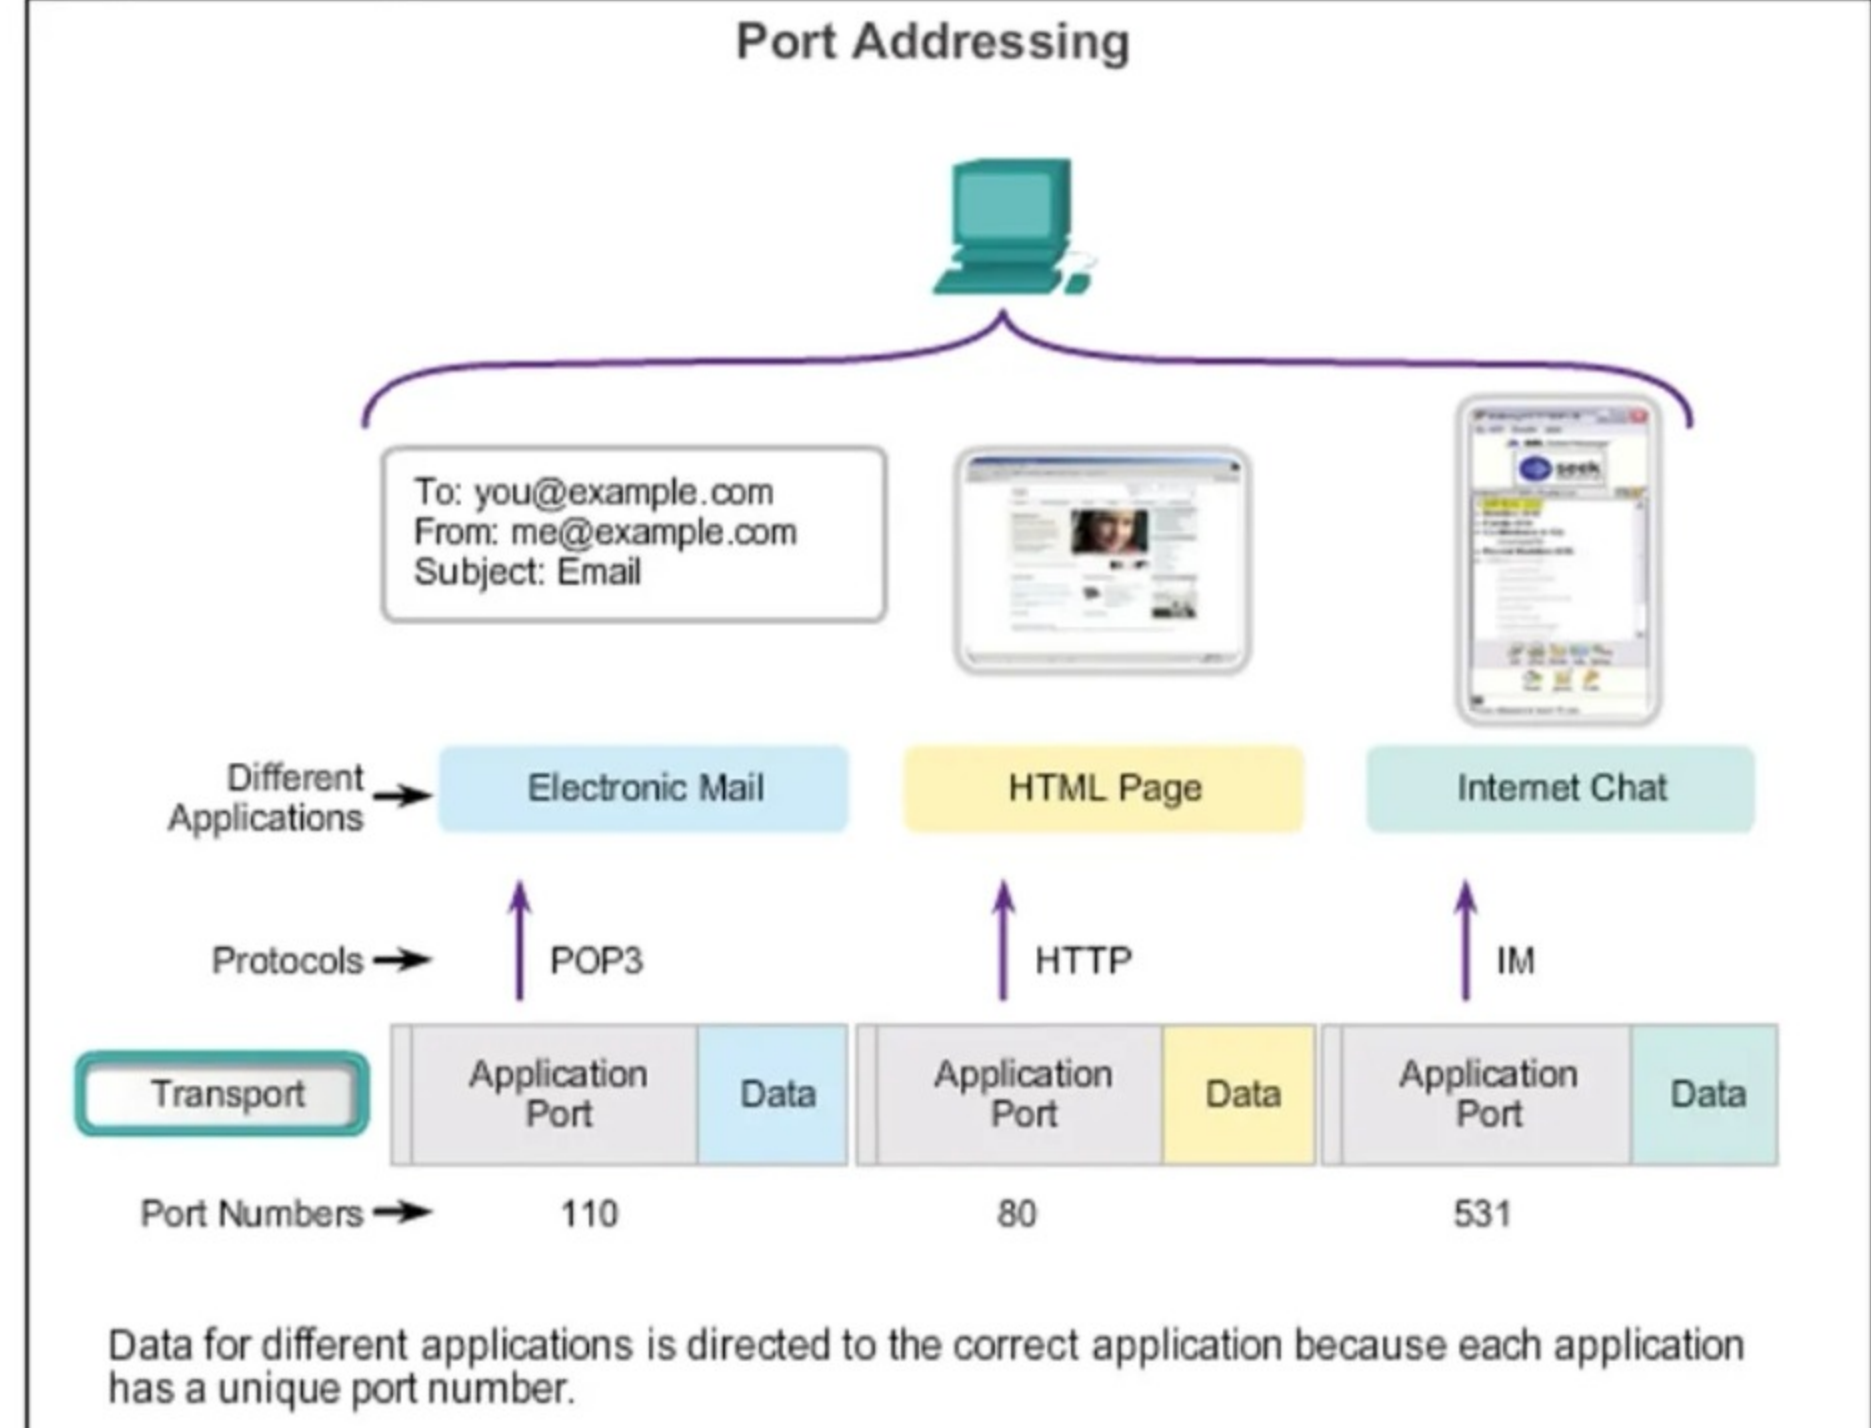 Port Addressing
To: you@example.com
From: me@example.com
Subject: Email
seek
Different
Applications
Electronic Mail
HTML Page
Internet Chat
Protocols
POP3
HTTP
IM
Transport
Application
Port
Data
Application
Port
Data
Application
Port
Data
Port Numbers
110
80
531
Data for different applications is directed to the correct application because each application
has a unique port number.